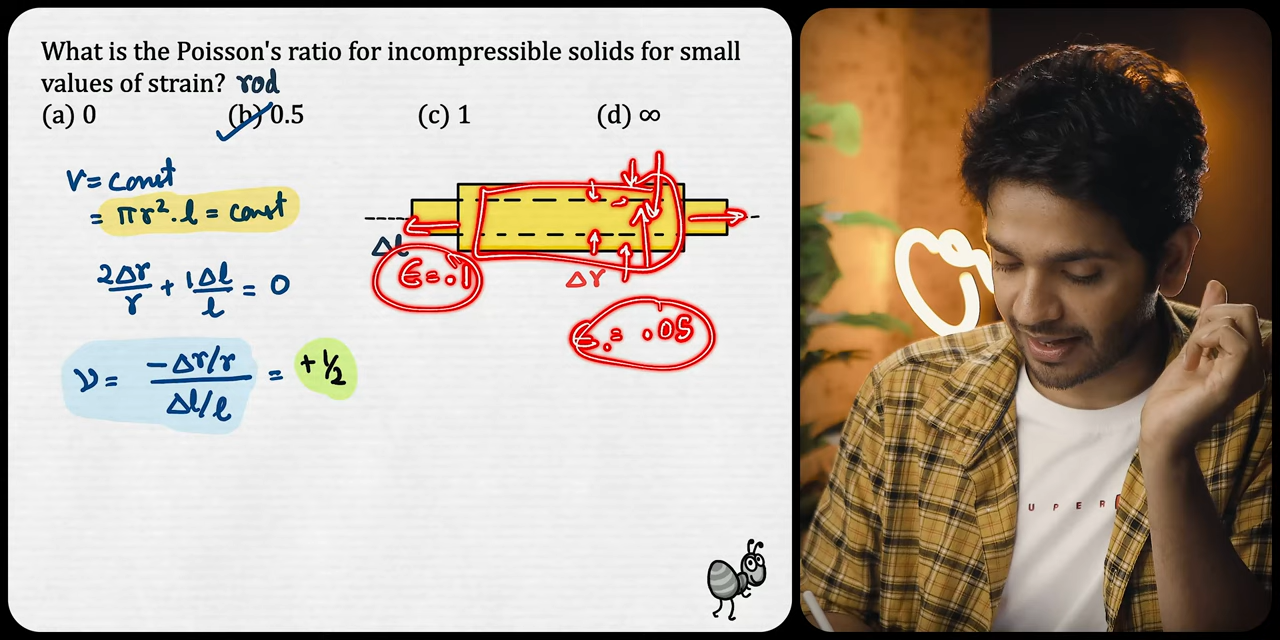 What is the Poisson's ratio for incompressible solids for small
values of strain? rod
(a) 0 (b) 0.5 (c) 1 (d) ∞
V = const
= πr². l = const
2Δr/r + 1Δl/l = 0
ν = -Δr/r / Δl/l = +1/2
Δl
ϵ = .1
Δr
ϵ = .05
U P E R